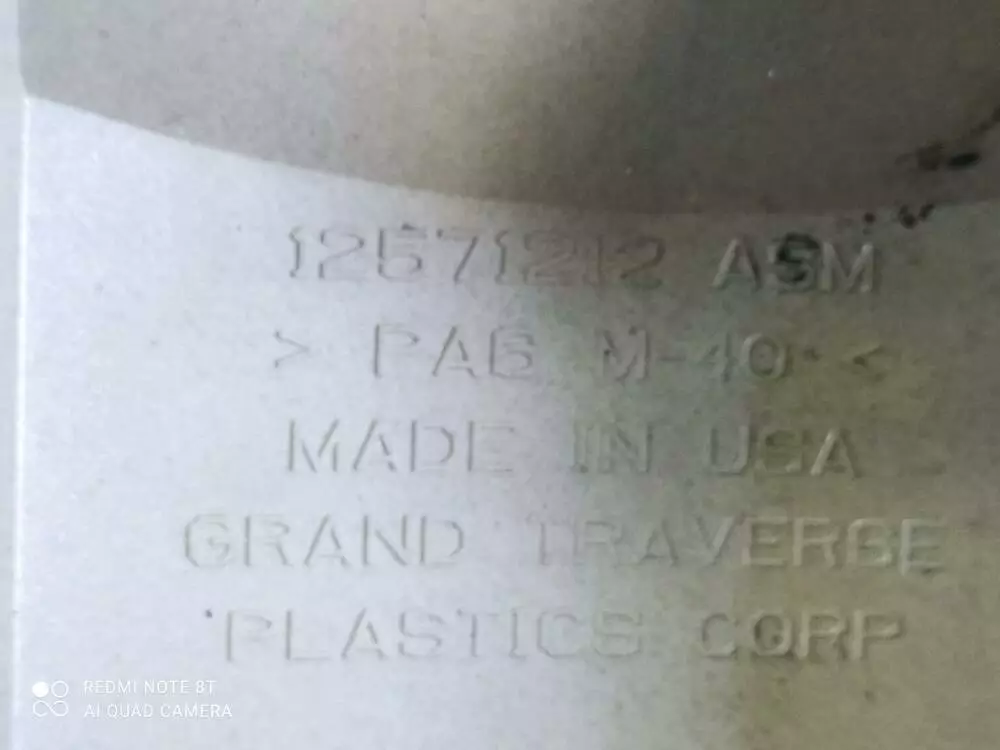 12571212 ASM
> PA6 M-40 <
MADE IN USA
GRAND TRAVERSE
PLASTICS CORP
REDMI NOTE 8T
AI QUAD CAMERA